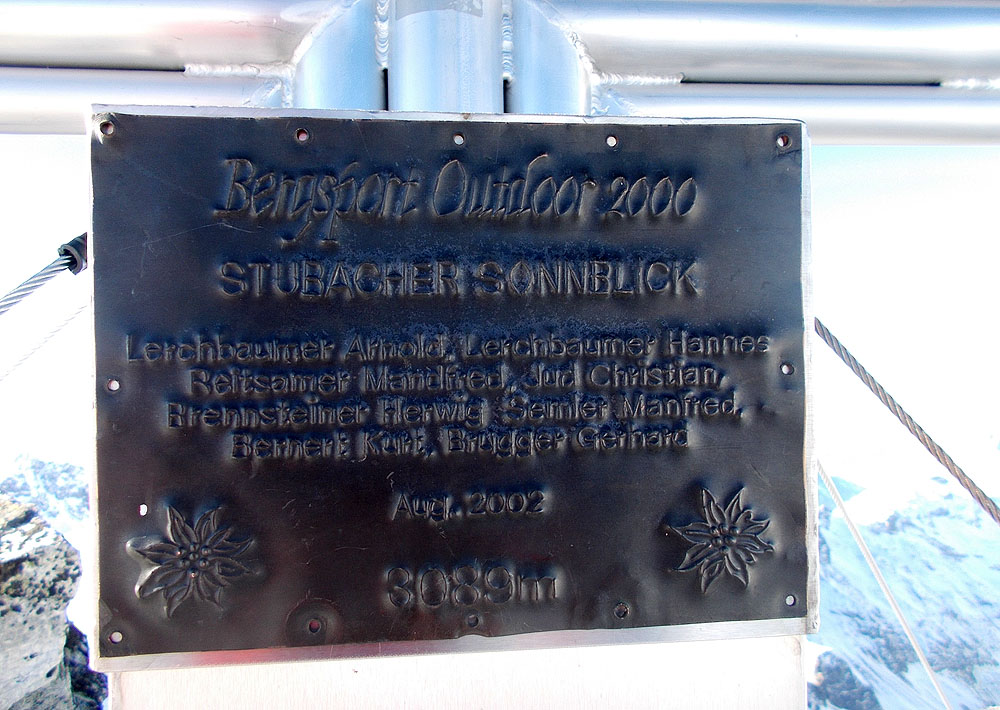 Bergsport Outdoor 2000
STUBACHER SONNBLICK
Lerchbaumer Arnold, Lerchbaumer Hannes
Reitsamer Manfred, Jud Christian,
Brennsteiner Herwig, Semler Manfred,
Bernert Kurt, Brugger Gerhard
Aug. 2002
3089m